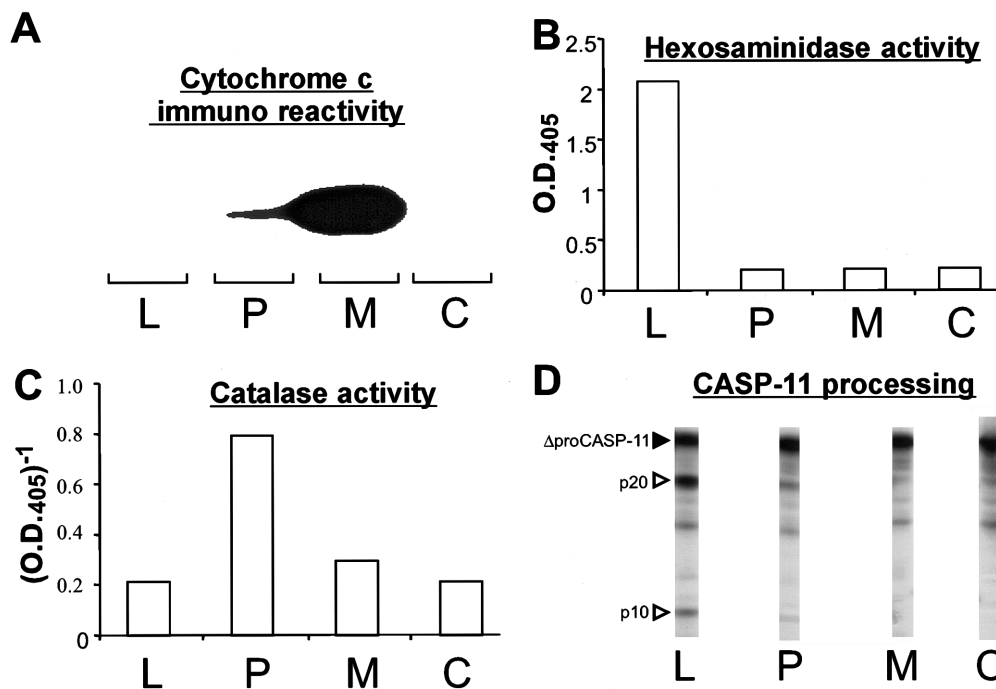 A
Cytochrome c
immuno reactivity
L P M C
B
Hexosaminidase activity
O.D.405
2.5
2
1.5
1
0.5
0
L P M C
C
Catalase activity
(O.D.405)-1
1.0
0.8
0.6
0.4
0.2
0
L P M C
D
CASP-11 processing
ΔproCASP-11
p20
p10
L P M C